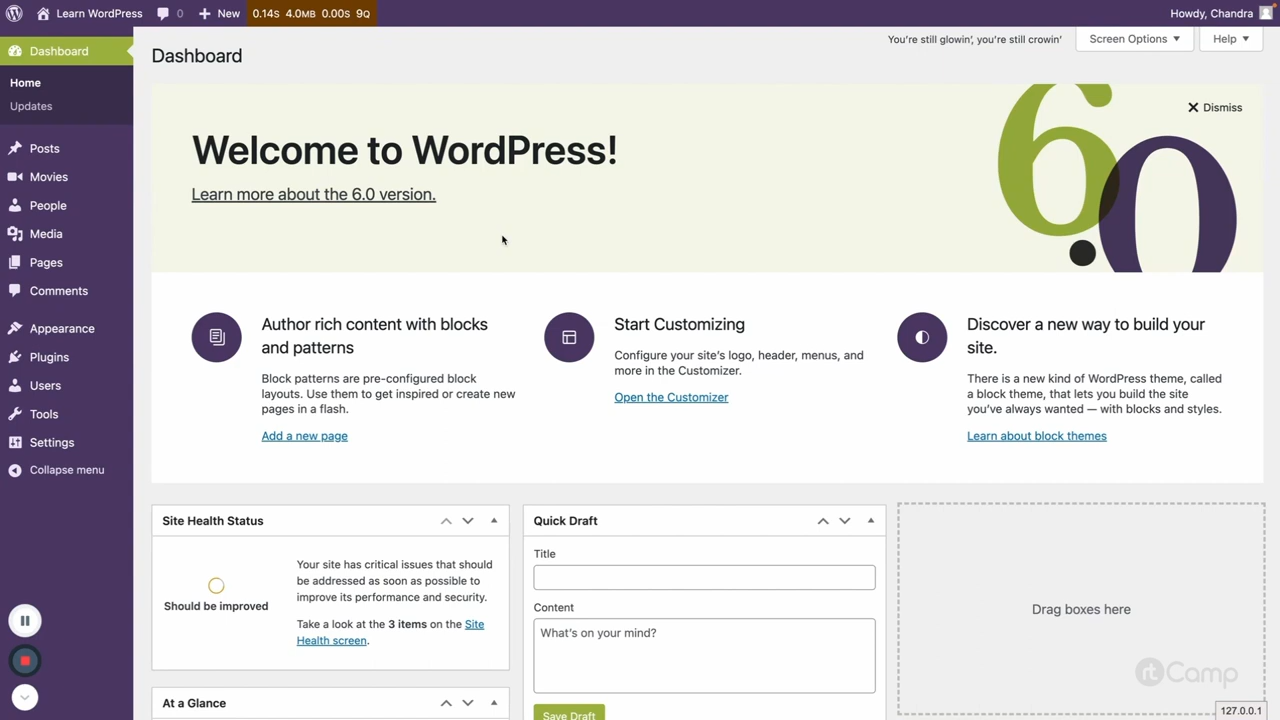 Learn WordPress 0 New 0.14S 4.0MB 0.00S 9Q Howdy, Chandra
Dashboard
Home
Updates
Posts
Movies
People
Media
Pages
Comments
Appearance
Plugins
Users
Tools
Settings
Collapse menu
You're still glowin', you're still crowin' Screen Options Help
Dashboard
Dismiss
Welcome to WordPress!
Learn more about the 6.0 version.
6.0
Author rich content with blocks
and patterns
Block patterns are pre-configured block
layouts. Use them to get inspired or create new
pages in a flash.
Add a new page
Start Customizing
Configure your site's logo, header, menus, and
more in the Customizer.
Open the Customizer
Discover a new way to build your
site.
There is a new kind of WordPress theme, called
a block theme, that lets you build the site
you've always wanted — with blocks and styles.
Learn about block themes
Site Health Status
Should be improved
Your site has critical issues that should
be addressed as soon as possible to
improve its performance and security.
Take a look at the 3 items on the Site
Health screen.
At a Glance
Quick Draft
Title
Content
What's on your mind?
Save Draft
Drag boxes here
rtCamp
127.0.0.1